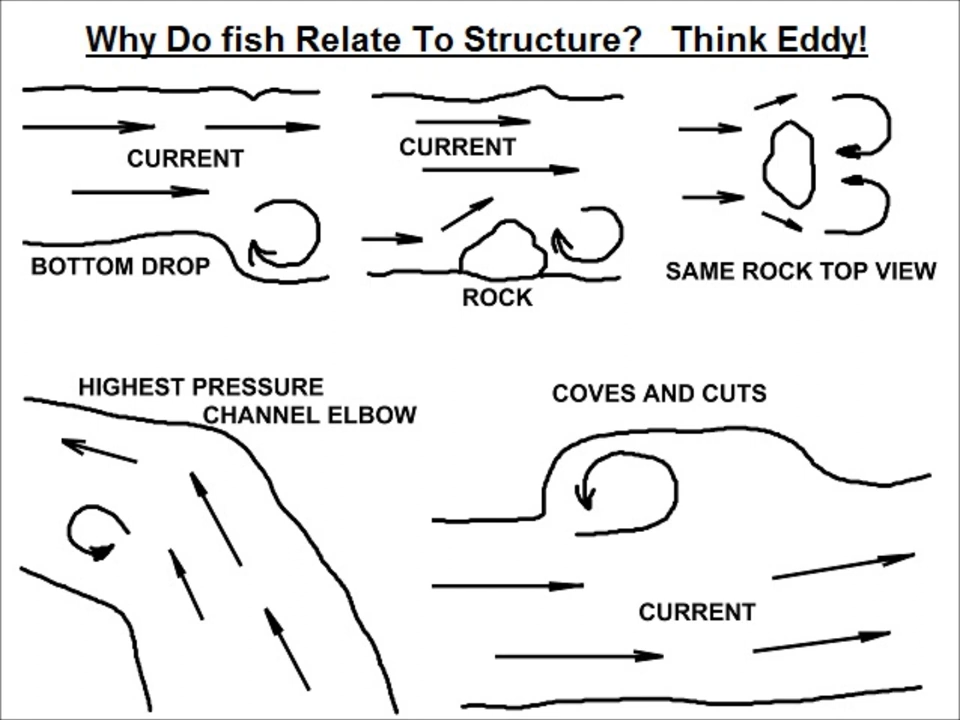 Why Do fish Relate To Structure?   Think Eddy!
CURRENT
BOTTOM DROP
CURRENT
ROCK
SAME ROCK TOP VIEW
HIGHEST PRESSURE
CHANNEL ELBOW
COVES AND CUTS
CURRENT